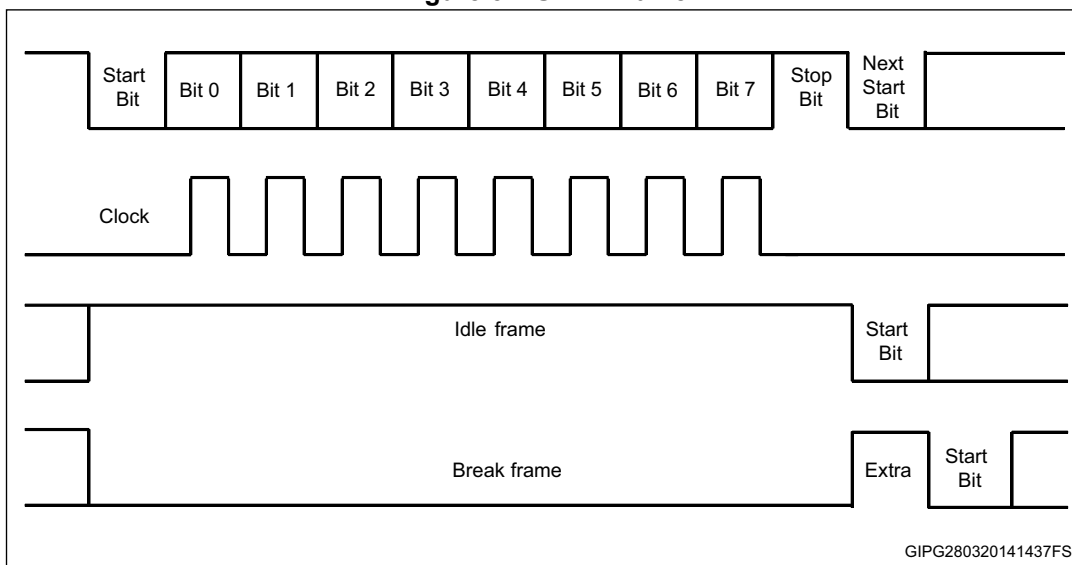 Start
Bit
Bit 0
Bit 1
Bit 2
Bit 3
Bit 4
Bit 5
Bit 6
Bit 7
Stop
Bit
Next
Start
Bit
Clock
Idle frame
Start
Bit
Break frame
Extra
Start
Bit
GIPG280320141437FS